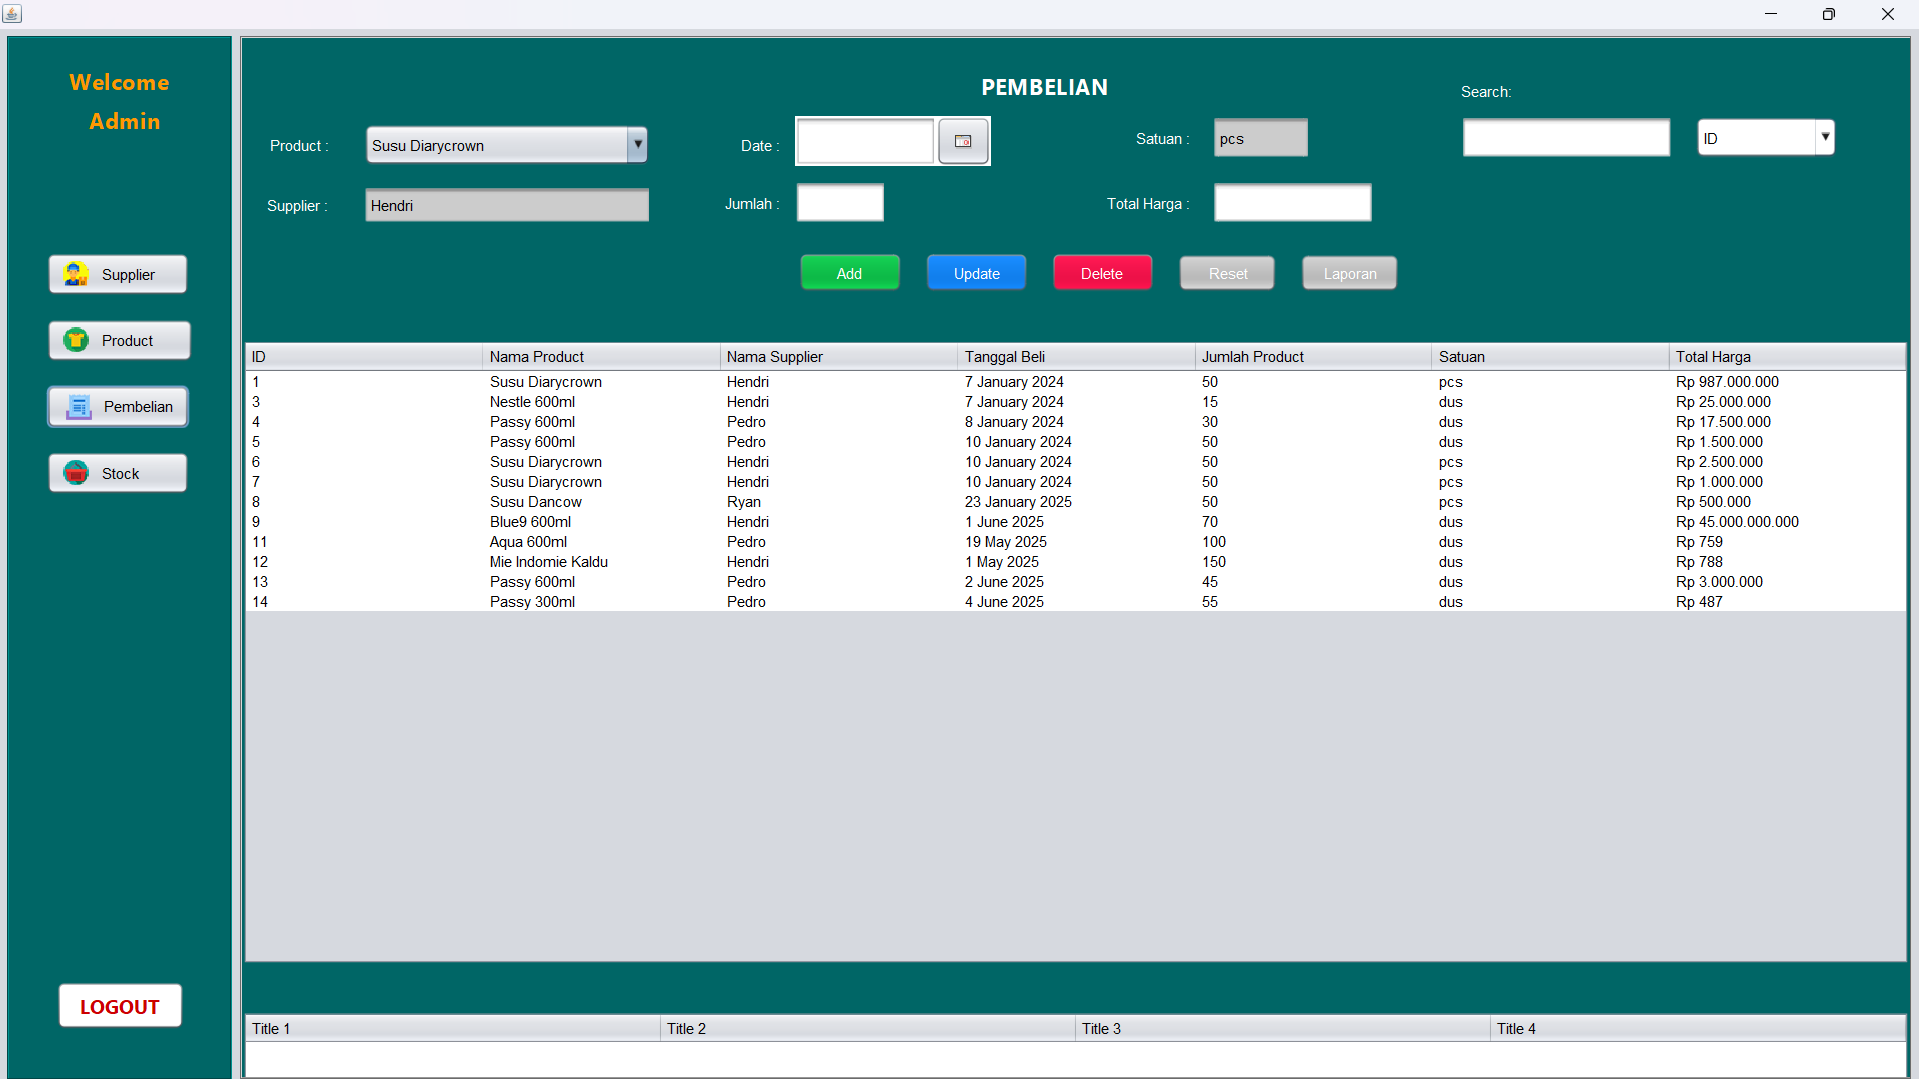 Welcome
Admin
Supplier
Product
Pembelian
Stock
LOGOUT
PEMBELIAN
Product :
Susu Diarycrown
Date :
Satuan :
pcs
Search:
ID
Supplier :
Hendri
Jumlah :
Total Harga :
Add
Update
Delete
Reset
Laporan
ID Nama Product Nama Supplier Tanggal Beli Jumlah Product Satuan Total Harga
1 Susu Diarycrown Hendri 7 January 2024 50 pcs Rp 987.000.000
3 Nestle 600ml Hendri 7 January 2024 15 dus Rp 25.000.000
4 Passy 600ml Pedro 8 January 2024 30 dus Rp 17.500.000
5 Passy 600ml Pedro 10 January 2024 50 dus Rp 1.500.000
6 Susu Diarycrown Hendri 10 January 2024 50 pcs Rp 2.500.000
7 Susu Diarycrown Hendri 10 January 2024 50 pcs Rp 1.000.000
8 Susu Dancow Ryan 23 January 2025 50 pcs Rp 500.000
9 Blue9 600ml Hendri 1 June 2025 70 dus Rp 45.000.000.000
11 Aqua 600ml Pedro 19 May 2025 100 dus Rp 759
12 Mie Indomie Kaldu Hendri 1 May 2025 150 dus Rp 788
13 Passy 600ml Pedro 2 June 2025 45 dus Rp 3.000.000
14 Passy 300ml Pedro 4 June 2025 55 dus Rp 487
Title 1 Title 2 Title 3 Title 4